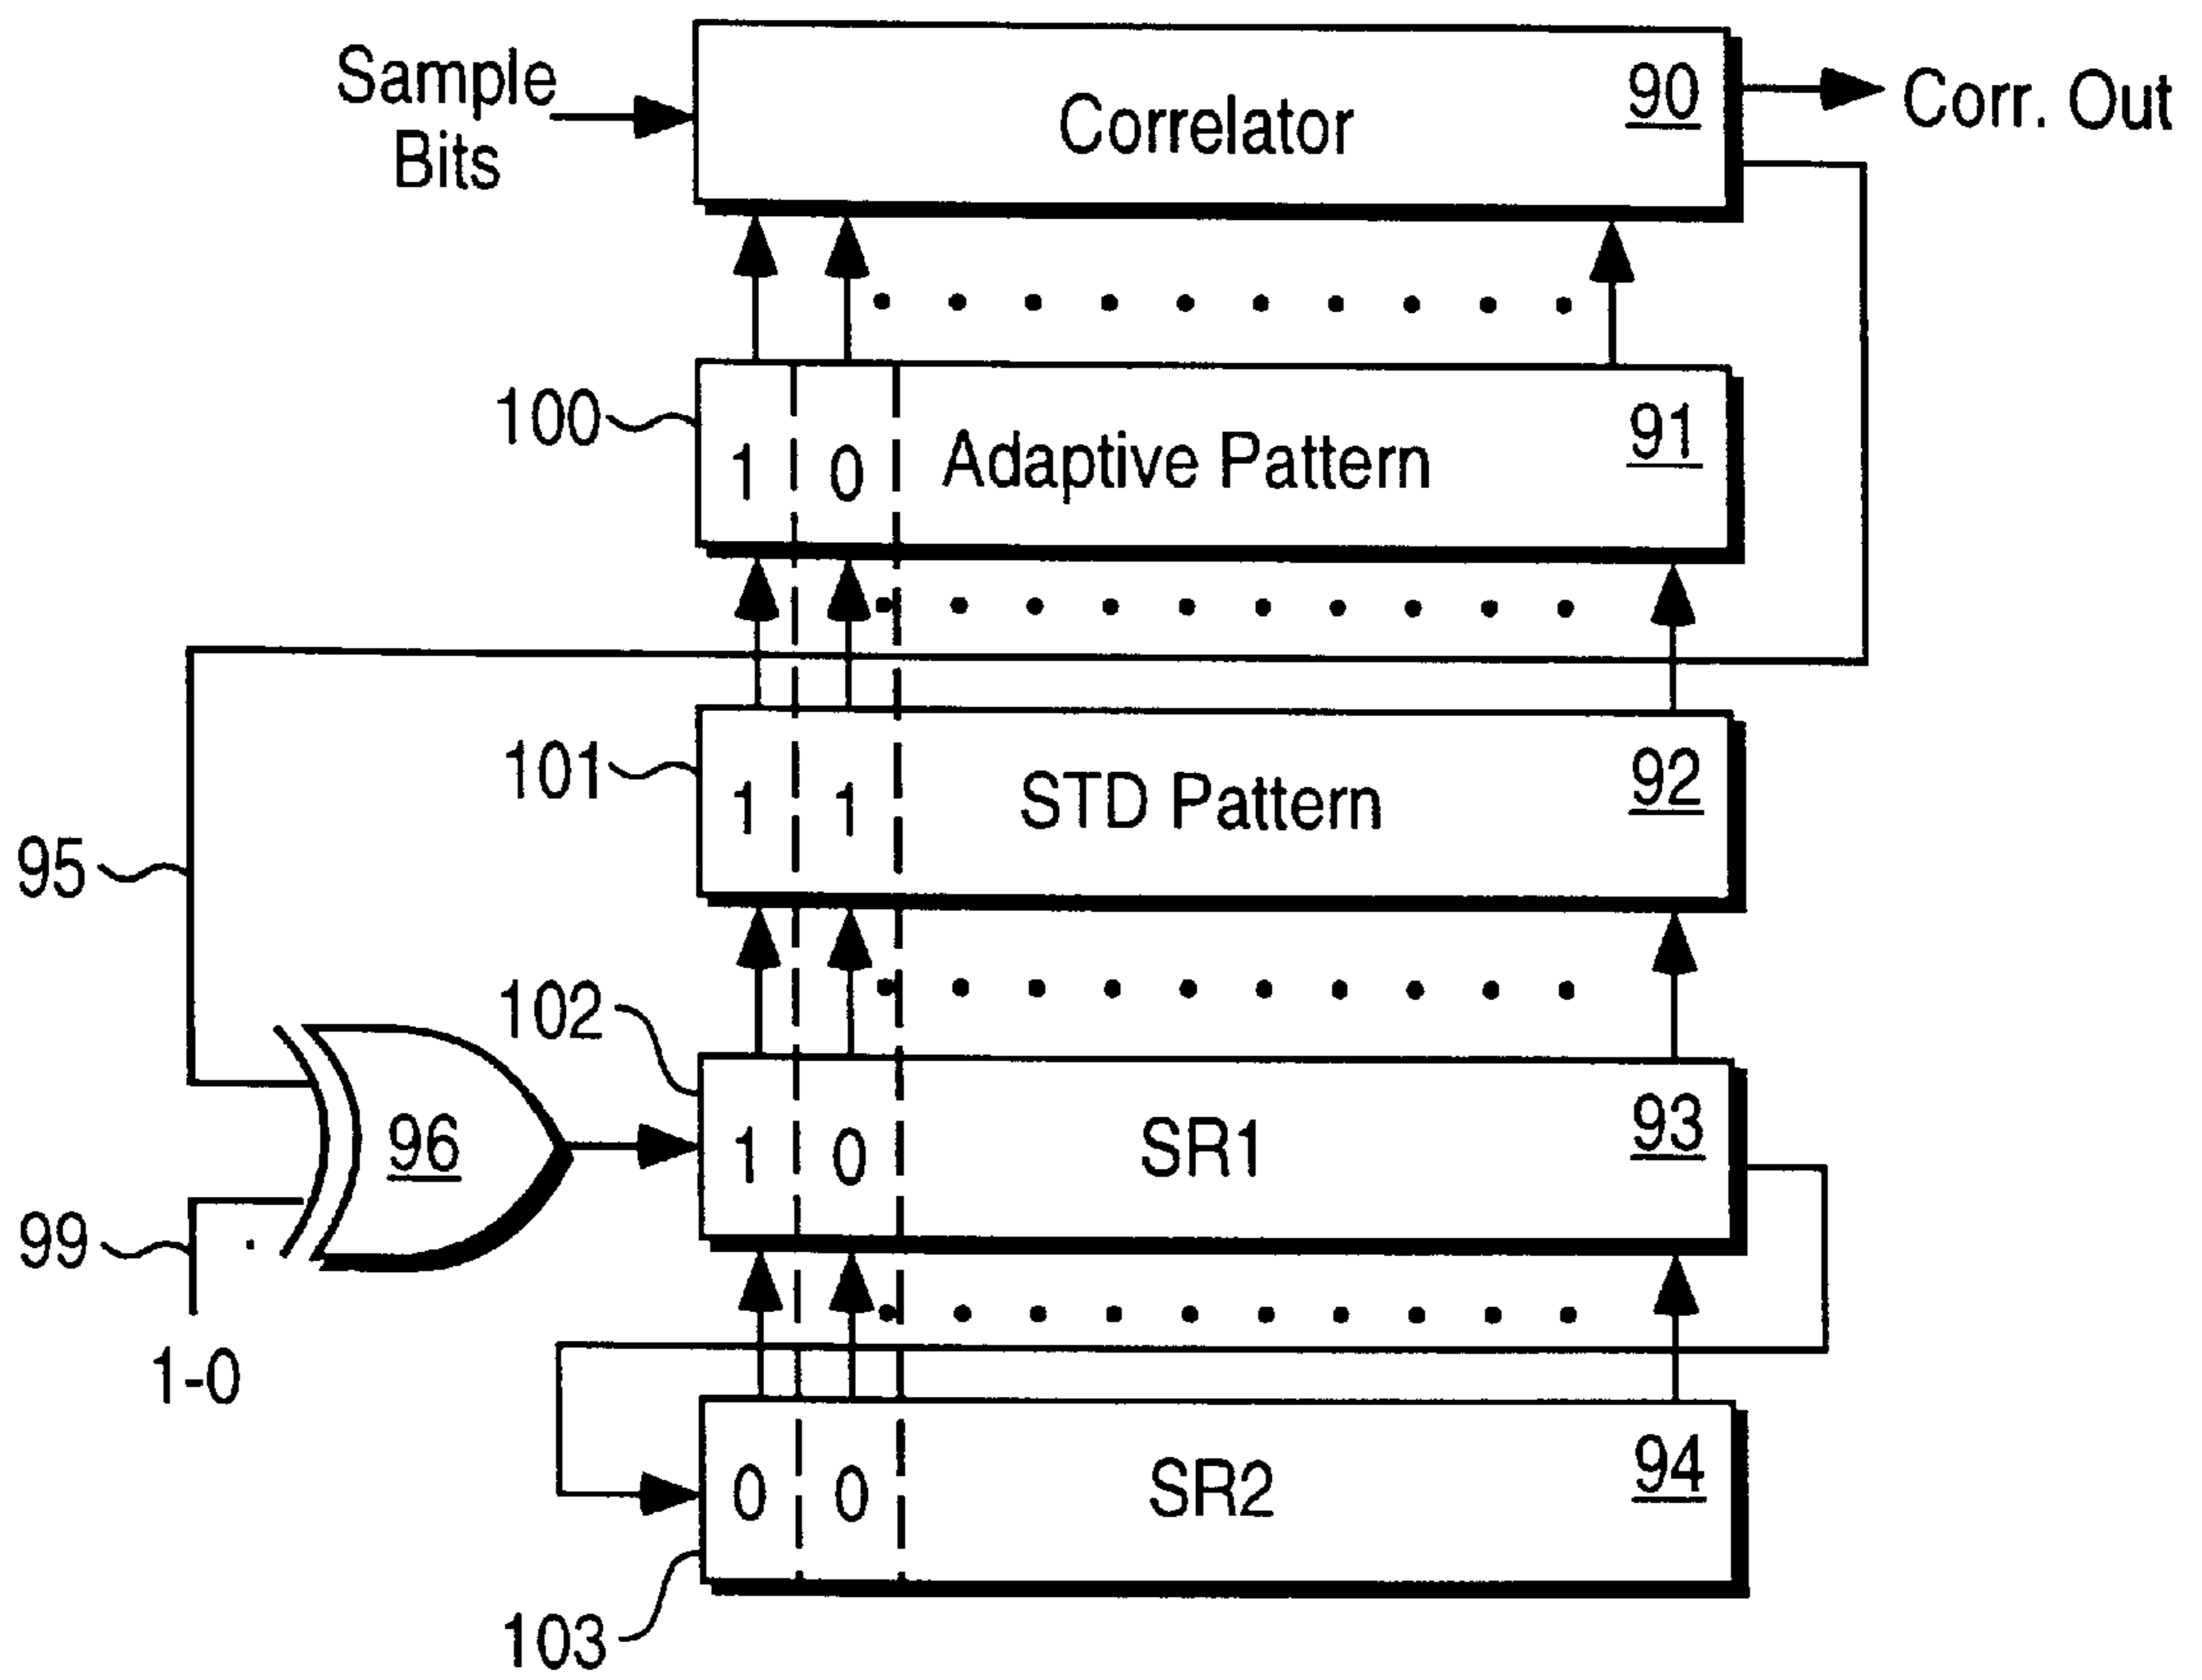 Sample
Bits
Correlator
90
Corr. Out
100
1 0 Adaptive Pattern
91
101
1 1 STD Pattern
92
95
102
96
1 0 SR1
93
99
1-0
0 0 SR2
94
103